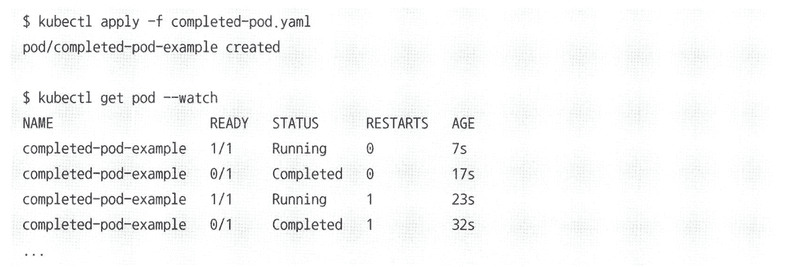 $ kubectl apply -f completed-pod.yaml
pod/completed-pod-example created
$ kubectl get pod --watch
NAME READY STATUS RESTARTS AGE
completed-pod-example 1/1 Running 0 7s
completed-pod-example 0/1 Completed 0 17s
completed-pod-example 1/1 Running 1 23s
completed-pod-example 0/1 Completed 1 32s
...